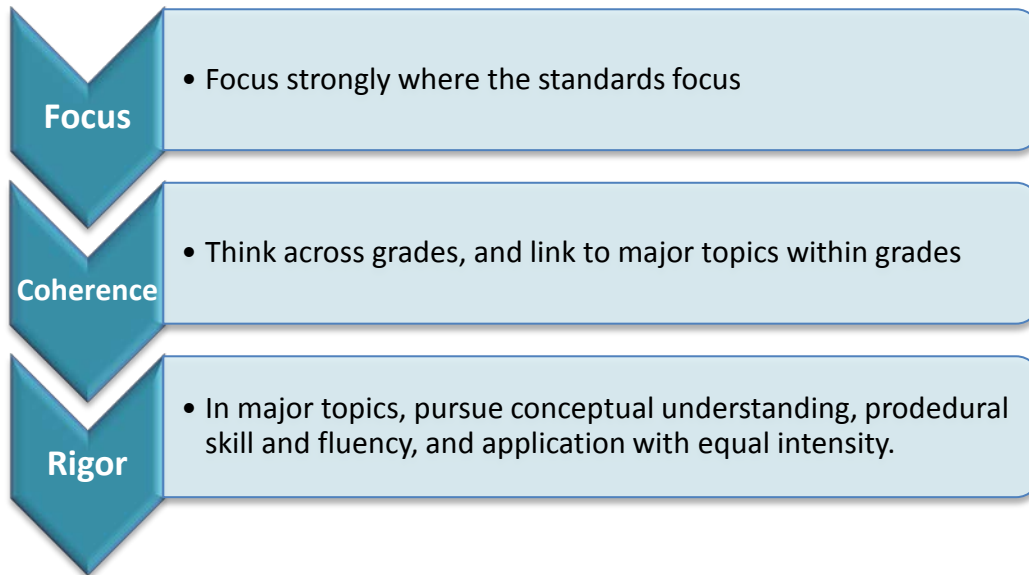 Focus
• Focus strongly where the standards focus
Coherence
• Think across grades, and link to major topics within grades
Rigor
• In major topics, pursue conceptual understanding, prodedural
skill and fluency, and application with equal intensity.